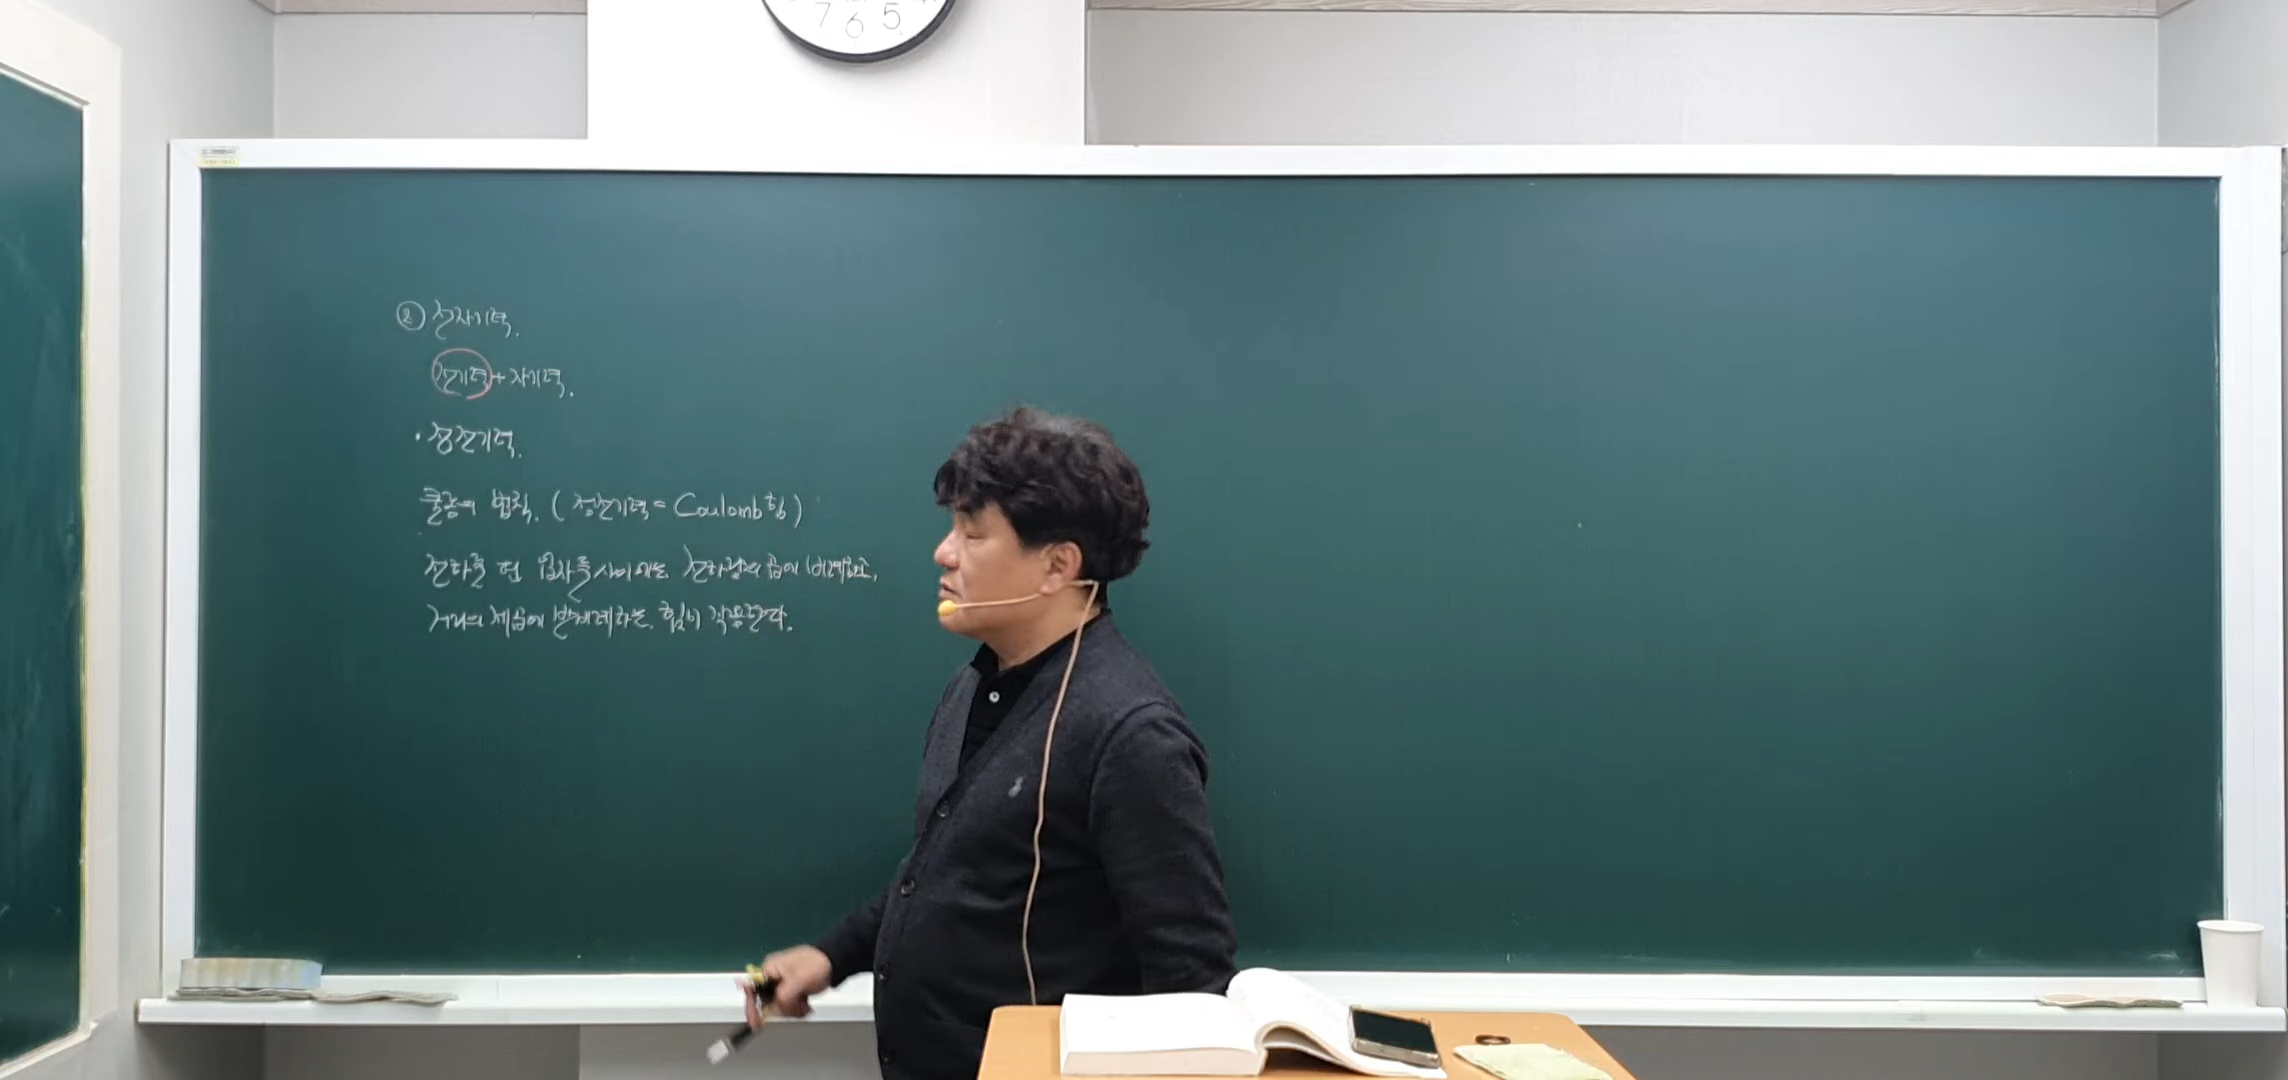 7 6 5
② 전자기력.
전기력 + 자기력.
· 정전기력.
쿨롱의 법칙. ( 정전기력 = Coulomb 힘 )
전하를 띤 입자들 사이에는 전하량의 곱에 비례하고,
거리의 제곱에 반비례하는 힘이 작용한다.